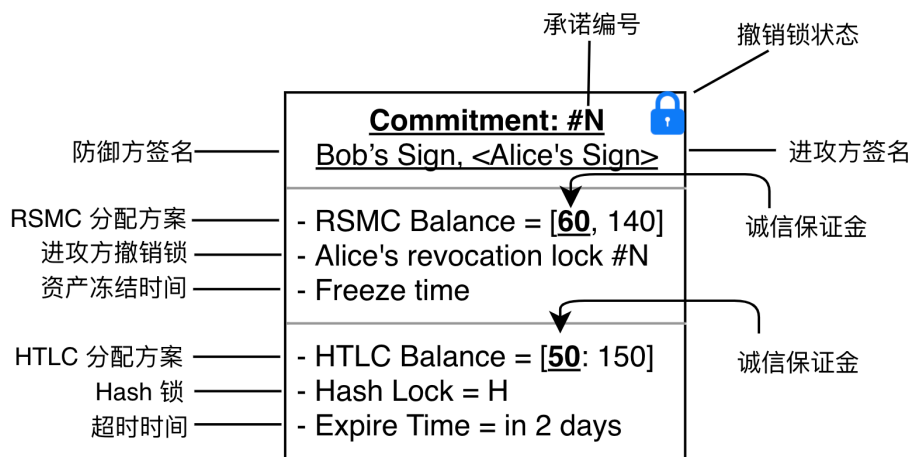 承诺编号
撤销锁状态
Commitment: #N
防御方签名
Bob's Sign, <Alice's Sign>
进攻方签名
RSMC 分配方案
- RSMC Balance = [60, 140]
诚信保证金
进攻方撤销锁
- Alice's revocation lock #N
资产冻结时间
- Freeze time
HTLC 分配方案
- HTLC Balance = [50: 150]
诚信保证金
Hash 锁
- Hash Lock = H
超时时间
- Expire Time = in 2 days